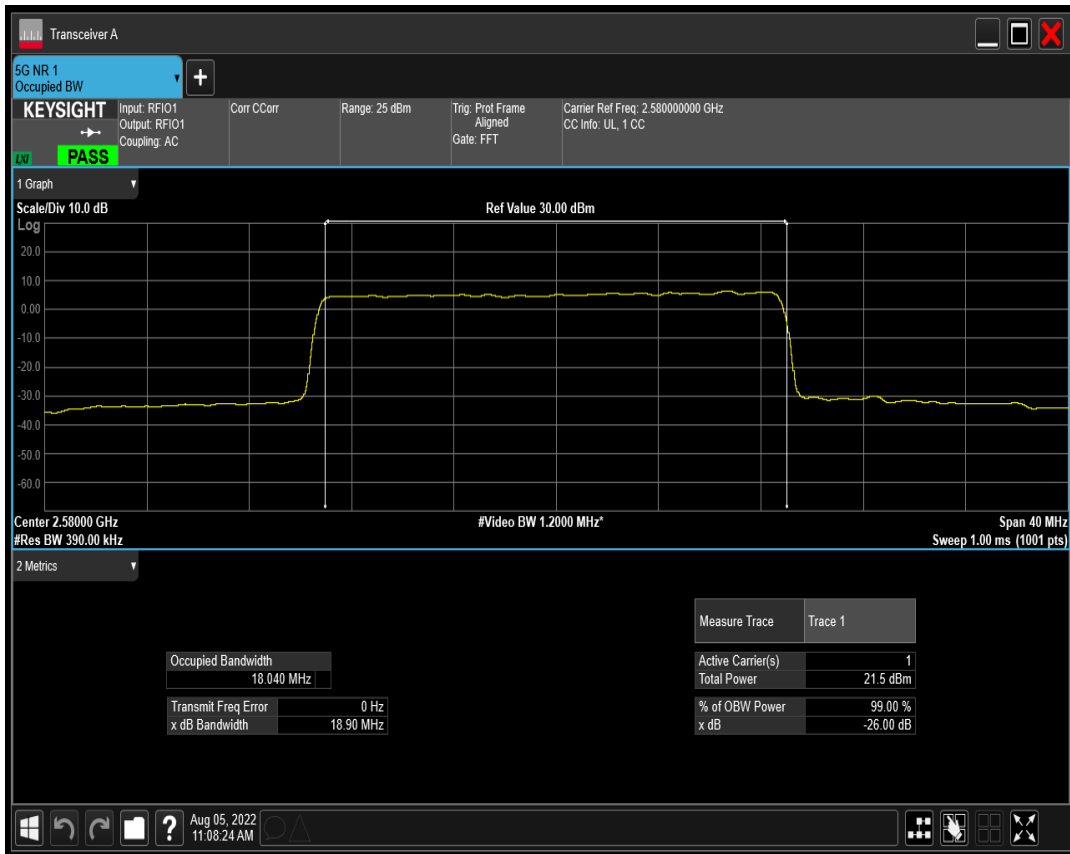 Transceiver A
5G NR 1
Occupied BW
+
KEYSIGHT
LXI
PASS
Input: RFIO1
Output: RFIO1
Coupling: AC
Corr CCorr
Range: 25 dBm
Trig: Prot Frame
Aligned
Gate: FFT
Carrier Ref Freq: 2.580000000 GHz
CC Info: UL, 1 CC
1 Graph
Scale/Div 10.0 dB
Ref Value 30.00 dBm
Log
20.0
10.0
0.00
-10.0
-20.0
-30.0
-40.0
-50.0
-60.0
Center 2.58000 GHz
#Video BW 1.2000 MHz*
Span 40 MHz
#Res BW 390.00 kHz
Sweep 1.00 ms (1001 pts)
2 Metrics
Measure Trace Trace 1
Occupied Bandwidth
18.040 MHz
Active Carrier(s) 1
Total Power 21.5 dBm
Transmit Freq Error 0 Hz
x dB Bandwidth 18.90 MHz
% of OBW Power 99.00 %
x dB -26.00 dB
?
Aug 05, 2022
11:08:24 AM